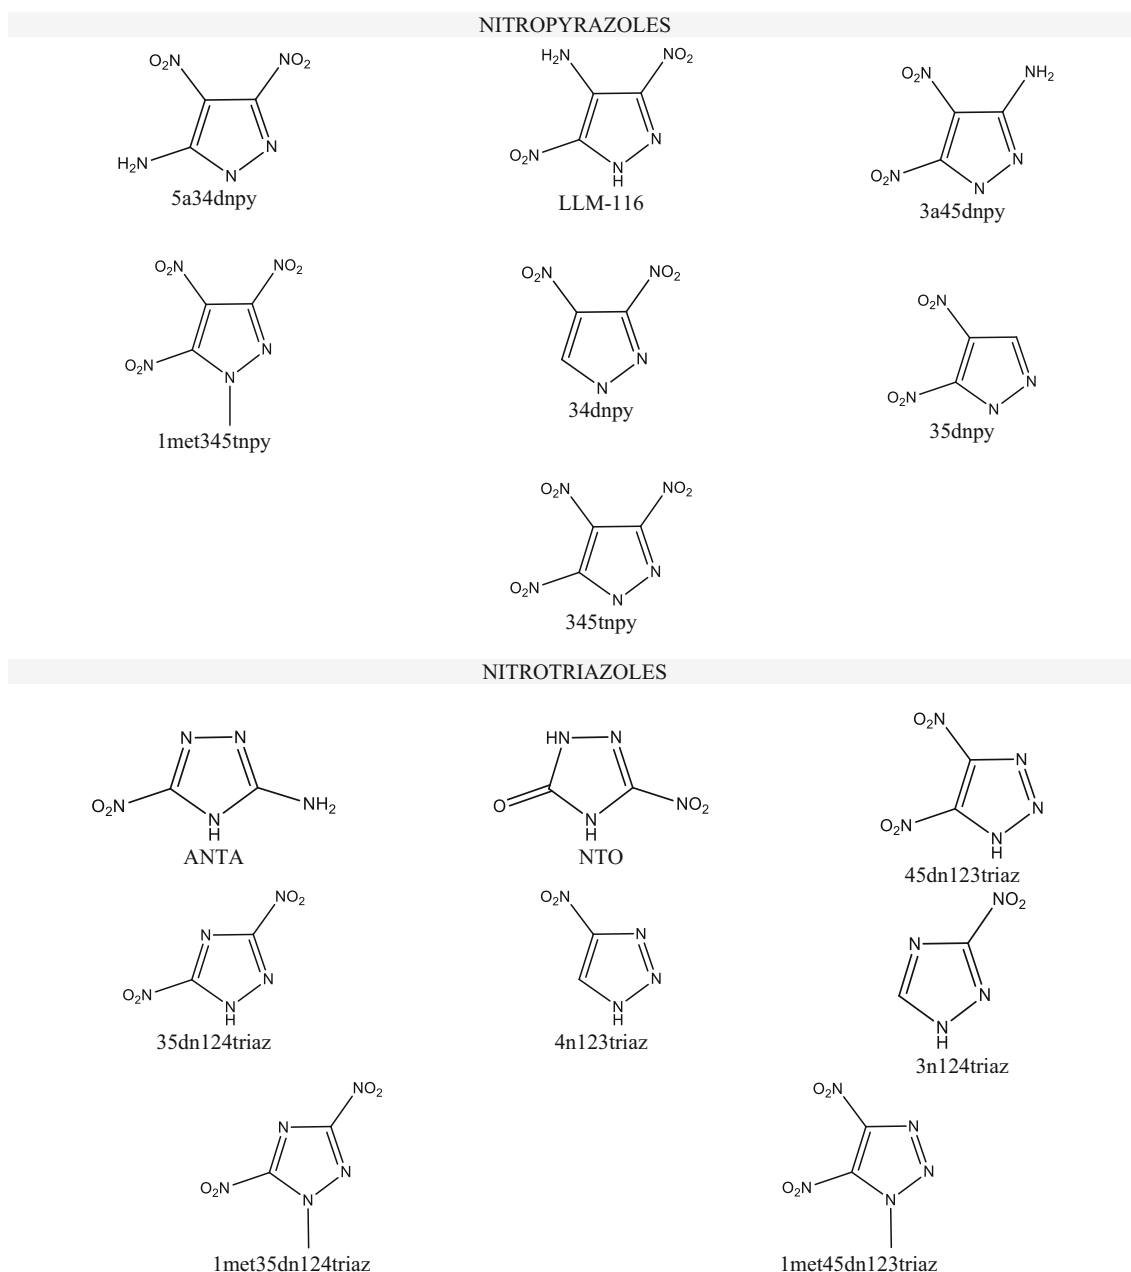 NITROPYRAZOLES
O₂N NO₂ H₂N N N
5a34dnpy
H₂N NO₂ O₂N N N H
LLM-116
O₂N NH₂ O₂N N N
3a45dnpy
O₂N NO₂ O₂N N N
1met345tnpy
O₂N NO₂ N N
34dnpy
O₂N O₂N N N
35dnpy
O₂N NO₂ O₂N N N
345tnpy
NITROTRIAZOLES
N N O₂N NH₂ N H
ANTA
HN N O NO₂ N H
NTO
O₂N N O₂N N N H
45dn123triaz
NO₂ N O₂N N N H
35dn124triaz
O₂N N N N H
4n123triaz
NO₂ N N N H
3n124triaz
NO₂ N O₂N N N
1met35dn124triaz
O₂N N O₂N N N
1met45dn123triaz